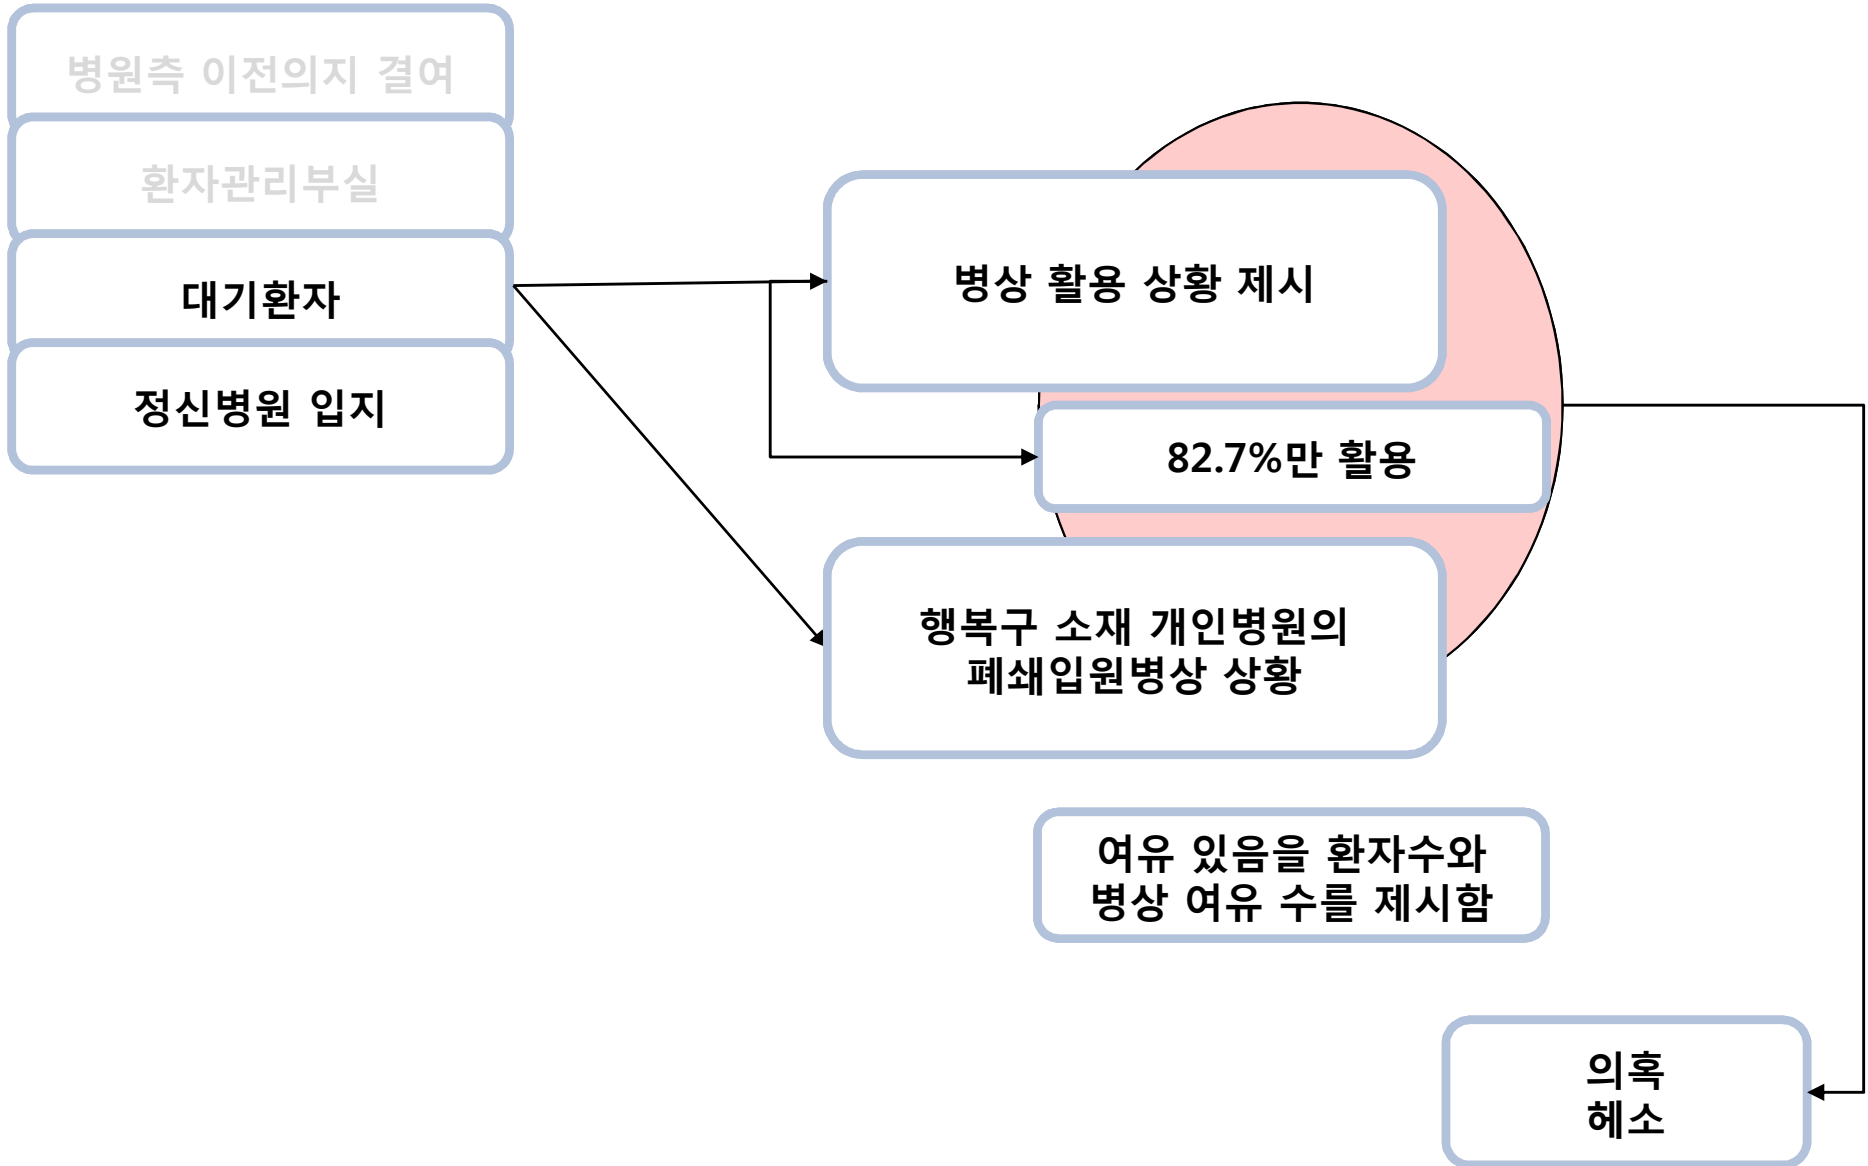 병원측 이전의지 결여
환자관리부실
대기환자
정신병원 입지
병상 활용 상황 제시
82.7%만 활용
행복구 소재 개인병원의
폐쇄입원병상 상황
여유 있음을 환자수와
병상 여유 수를 제시함
의혹
헤소